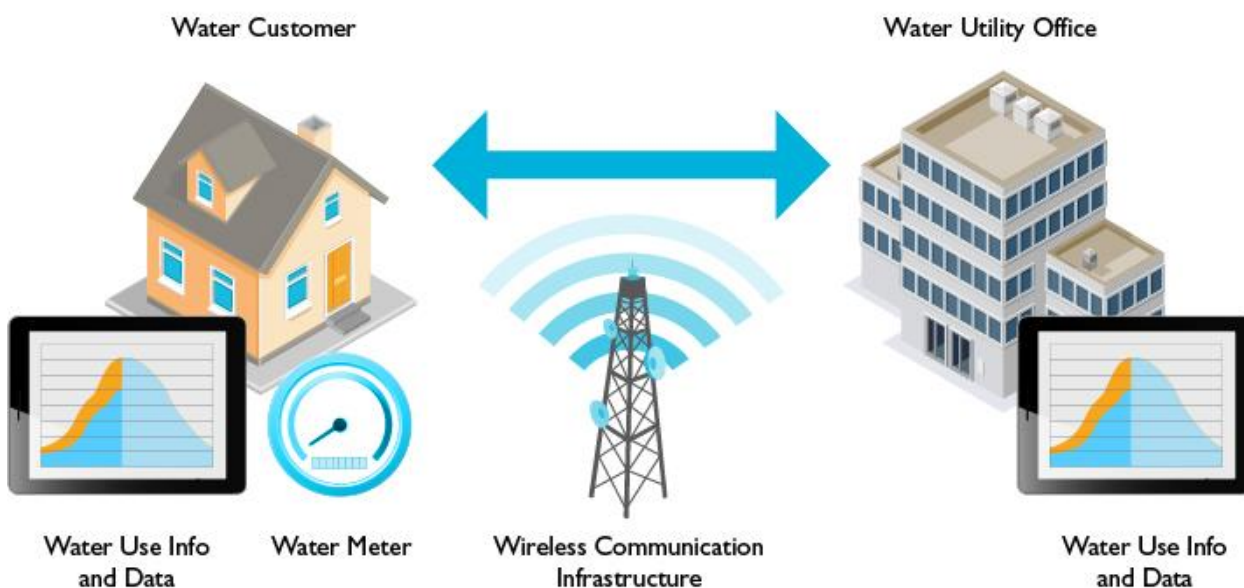 Water Customer
Water Utility Office
Water Use Info
and Data
Water Meter
Wireless Communication
Infrastructure
Water Use Info
and Data